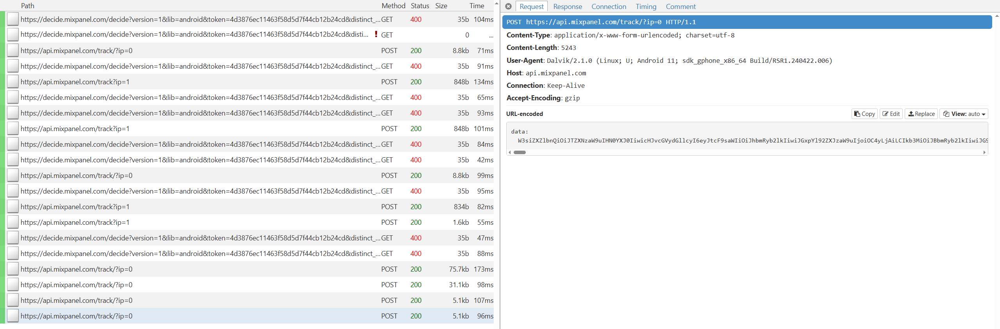 Path Method Status Size Time
https://decide.mixpanel.com/decide?version=1&lib=android&token=4d3876ec11463f58d5d7f44cb12b24cd&distinct_... GET 400 35b 104ms
https://decide.mixpanel.com/decide?version=1&lib=android&token=4d3876ec11463f58d5d7f44cb12b24cd&disti... ! GET 0 ...
https://api.mixpanel.com/track/?ip=0 POST 200 8.8kb 71ms
https://decide.mixpanel.com/decide?version=1&lib=android&token=4d3876ec11463f58d5d7f44cb12b24cd&distinct_... GET 400 35b 91ms
https://api.mixpanel.com/track?ip=1 POST 200 848b 134ms
https://decide.mixpanel.com/decide?version=1&lib=android&token=4d3876ec11463f58d5d7f44cb12b24cd&distinct_... GET 400 35b 65ms
https://decide.mixpanel.com/decide?version=1&lib=android&token=4d3876ec11463f58d5d7f44cb12b24cd&distinct_... GET 400 35b 93ms
https://api.mixpanel.com/track?ip=1 POST 200 848b 101ms
https://decide.mixpanel.com/decide?version=1&lib=android&token=4d3876ec11463f58d5d7f44cb12b24cd&distinct_... GET 400 35b 84ms
https://decide.mixpanel.com/decide?version=1&lib=android&token=4d3876ec11463f58d5d7f44cb12b24cd&distinct_... GET 400 35b 42ms
https://api.mixpanel.com/track/?ip=0 POST 200 8.8kb 99ms
https://decide.mixpanel.com/decide?version=1&lib=android&token=4d3876ec11463f58d5d7f44cb12b24cd&distinct_... GET 400 35b 95ms
https://api.mixpanel.com/track?ip=1 POST 200 834b 82ms
https://api.mixpanel.com/track?ip=1 POST 200 1.6kb 55ms
https://decide.mixpanel.com/decide?version=1&lib=android&token=4d3876ec11463f58d5d7f44cb12b24cd&distinct_... GET 400 35b 47ms
https://decide.mixpanel.com/decide?version=1&lib=android&token=4d3876ec11463f58d5d7f44cb12b24cd&distinct_... GET 400 35b 88ms
https://api.mixpanel.com/track/?ip=0 POST 200 75.7kb 173ms
https://api.mixpanel.com/track/?ip=0 POST 200 31.1kb 98ms
https://api.mixpanel.com/track/?ip=0 POST 200 5.1kb 107ms
https://api.mixpanel.com/track/?ip=0 POST 200 5.1kb 96ms
Request Response Connection Timing Comment
POST https://api.mixpanel.com/track/?ip=0 HTTP/1.1
Content-Type: application/x-www-form-urlencoded; charset=utf-8
Content-Length: 5243
User-Agent: Dalvik/2.1.0 (Linux; U; Android 11; sdk_gphone_x86_64 Build/RSR1.240422.006)
Host: api.mixpanel.com
Connection: Keep-Alive
Accept-Encoding: gzip
URL-encoded Copy Edit Replace View: auto
data:
W3siZXZlbnQiOiJTZXNzaW9uIHN0YXJ0IiwicHJvcGVydGllcyI6eyJtcF9saWIiOiJhbmRyb2lkIiwiJGxpYl92ZXJzaW9uIjoiOC4yLjAiLCIkb3MiOiJBbmRyb2lkIiwiJG9